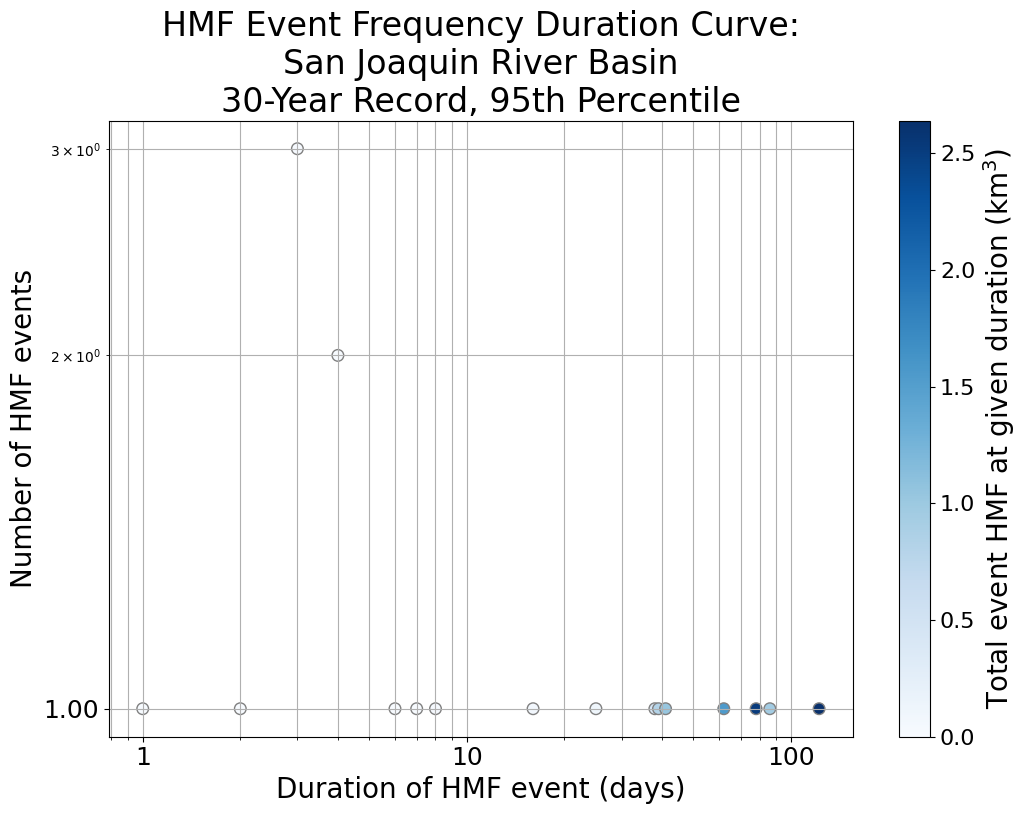 HMF Event Frequency Duration Curve:
San Joaquin River Basin
30-Year Record, 95th Percentile
Number of HMF events
3 × 10⁰
2 × 10⁰
1.00
1 10 100
Duration of HMF event (days)
2.5
2.0
1.5
1.0
0.5
0.0
Total event HMF at given duration (km³)